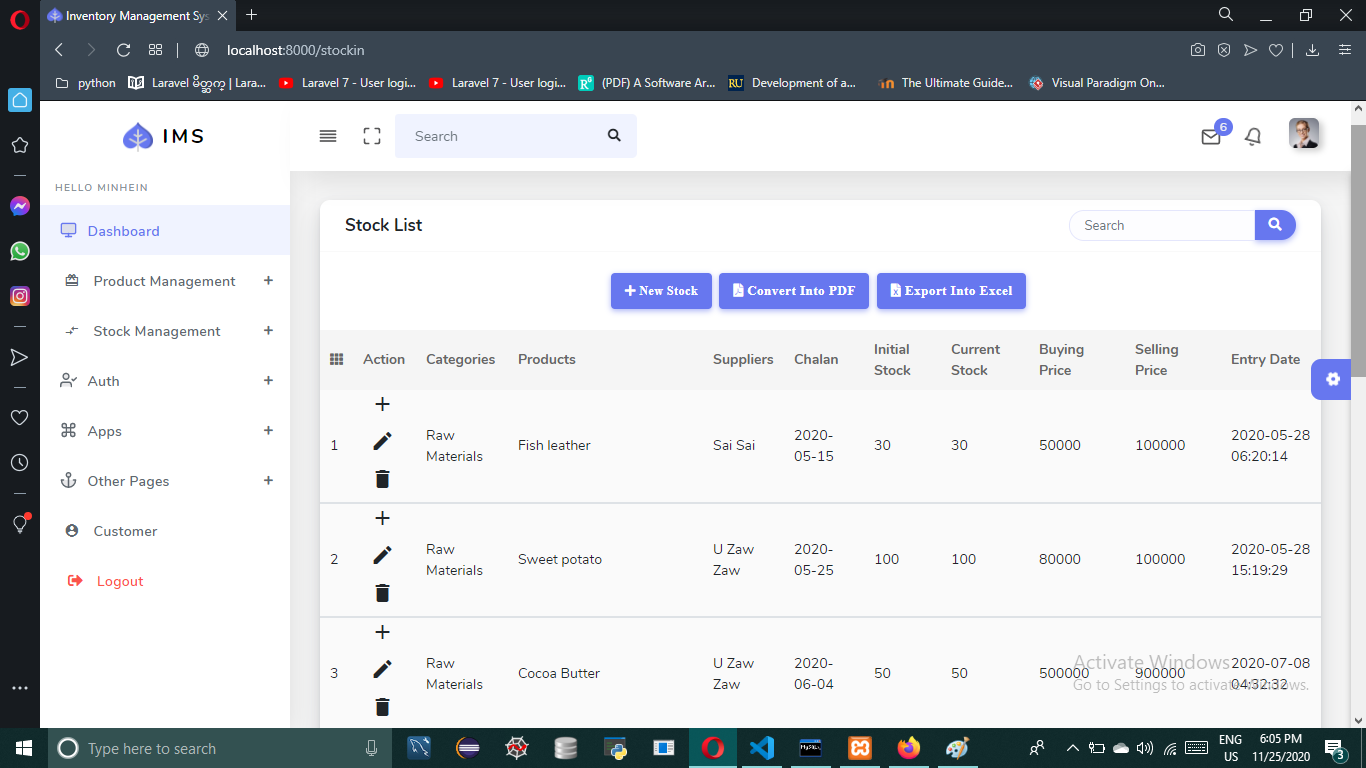 Inventory Management Sys
localhost:8000/stockin
python
Laravel 7 - User logi...
Laravel 7 - User logi...
(PDF) A Software Ar...
RU
Development of a...
The Ultimate Guide...
Visual Paradigm On...
IMS
Search
6
HELLO MINHEIN
Dashboard
Product Management +
Stock Management +
Auth +
Apps +
Other Pages +
Customer
Logout
Stock List
Search
+ New Stock
Convert Into PDF
Export Into Excel
Action Categories Products Suppliers Chalan Initial Stock Current Stock Buying Price Selling Price Entry Date
1 Raw Materials Fish leather Sai Sai 2020-05-15 30 30 50000 100000 2020-05-28 06:20:14
2 Raw Materials Sweet potato U Zaw Zaw 2020-05-25 100 100 80000 100000 2020-05-28 15:19:29
3 Raw Materials Cocoa Butter U Zaw Zaw 2020-06-04 50 50 500000 900000 2020-07-08 04:32:32
Activate Windows
Go to Settings to activate Windows.
Type here to search
MySQL
ENG
US
6:05 PM
11/25/2020
3